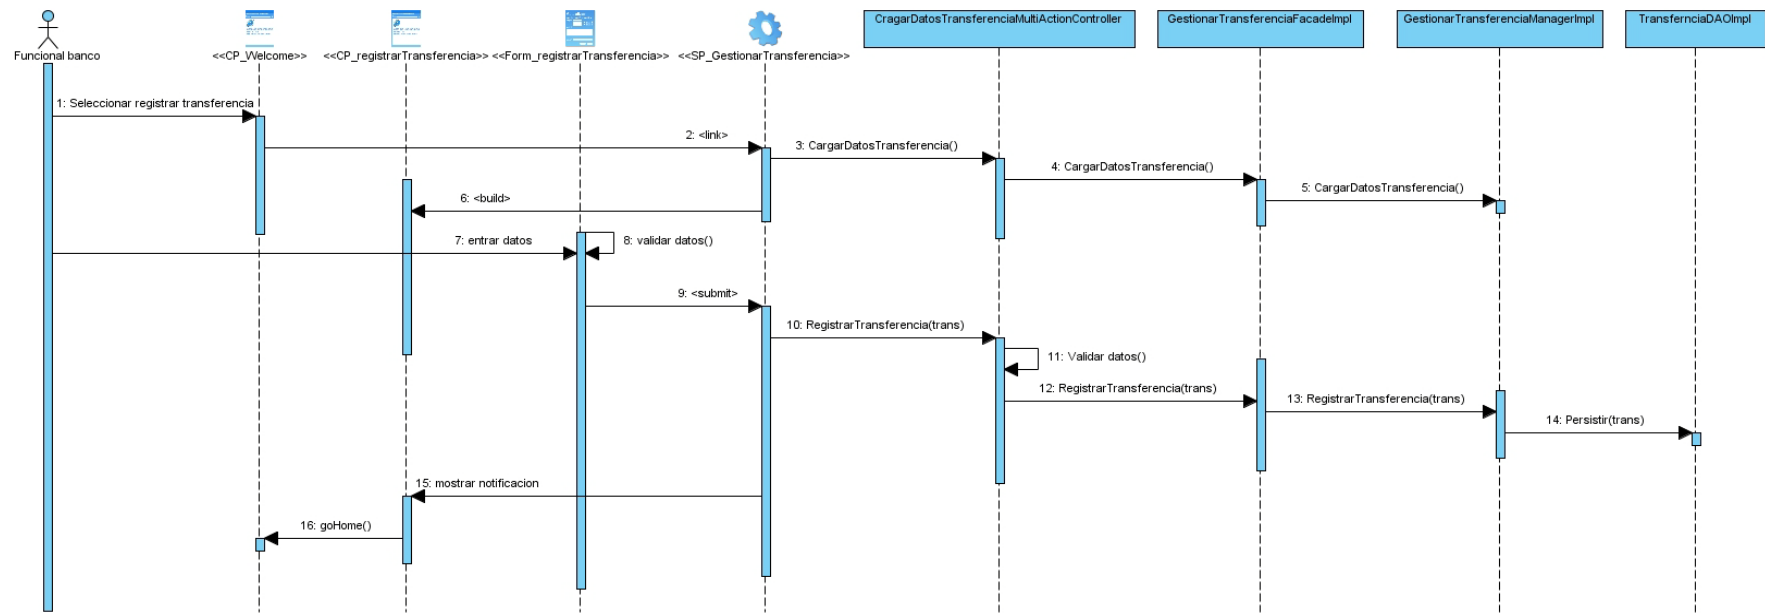 Funcional banco
<<CP_Welcome>>
<<CP_registrarTransferencia>>
<<Form_registrarTransferencia>>
<<SP_GestionarTransferencia>>
CragarDatosTransferenciaMultiActionController
GestionarTransferenciaFacadeImpl
GestionarTransferenciaManagerImpl
TransfernciaDAOImpl
1: Seleccionar registrar transferencia
2: <link>
3: CargarDatosTransferencia()
4: CargarDatosTransferencia()
5: CargarDatosTransferencia()
6: <build>
7: entrar datos
8: validar datos()
9: <submit>
10: RegistrarTransferencia(trans)
11: Validar datos()
12: RegistrarTransferencia(trans)
13: RegistrarTransferencia(trans)
14: Persistir(trans)
15: mostrar notificacion
16: goHome()